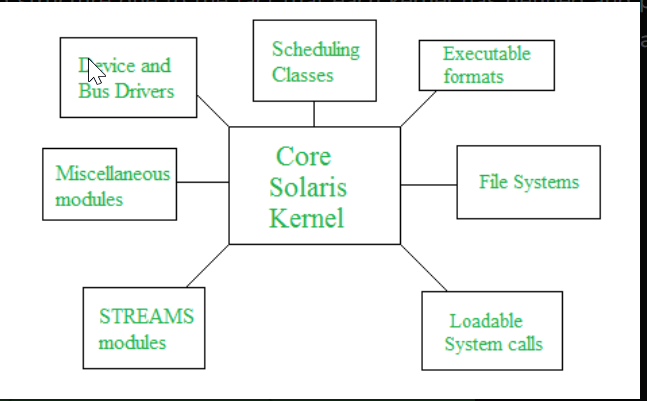 Device and
Bus Drivers
Scheduling
Classes
Executable
formats
Miscellaneous
modules
Core
Solaris
Kernel
File Systems
STREAMS
modules
Loadable
System calls